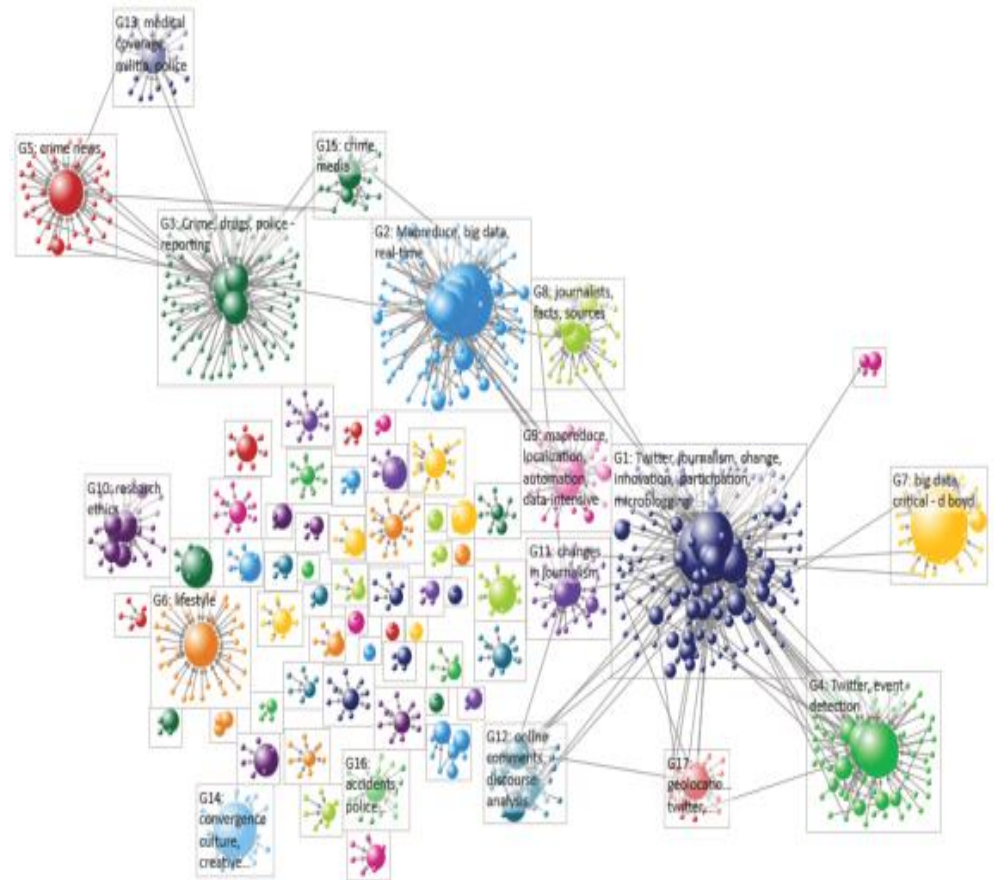 G13: medical
coverage,
militia, police
G5: crime news
G15: crime,
media
G3: Crime, drugs, police -
reporting
G2: Mapreduce, big data,
real-time
G8: journalists,
facts, sources
G9: mapreduce,
localization,
automation,
data-intensive
G1: Twitter, journalism, change,
innovation, participation,
microblogging
G7: big data,
critical - d boyd
G10: research
ethics
G11: changes
in journalism
G6: lifestyle
G4: Twitter, event
detection
G12: online
comments,
discourse
analysis
G17:
geolocatio...
twitter,...
G16:
accidents,
police...
G14:
convergence
culture,
creative...